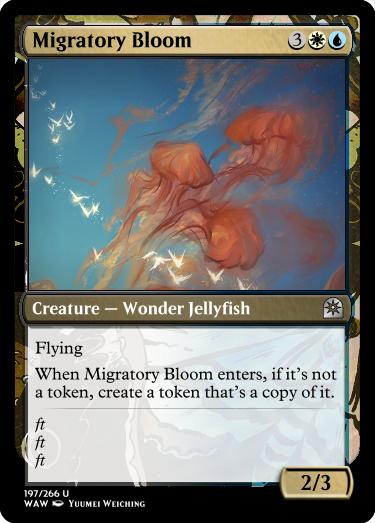 Migratory Bloom 3
Creature — Wonder Jellyfish
Flying
When Migratory Bloom enters, if it's not
a token, create a token that's a copy of it.
ft
ft
ft
2/3
197/266 U
WAW Yuumei Weiching